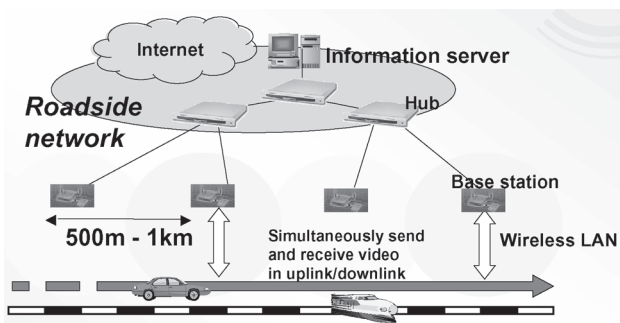 Internet
Information server
Roadside
network
Hub
Base station
500m - 1km
Simultaneously send
and receive video
in uplink/downlink
Wireless LAN